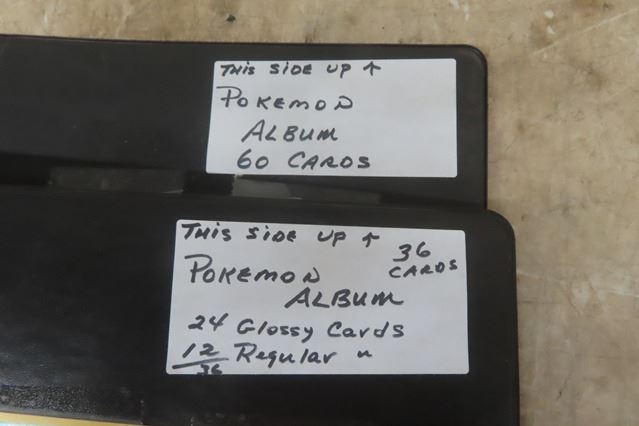 THis SiDE UP ↑
POKEMON
ALBUM
60 CARDS
THis SiDE UP ↑
36
CARDS
POKEMON
ALBUM
24 Glossy Cards
12 Regular "
36